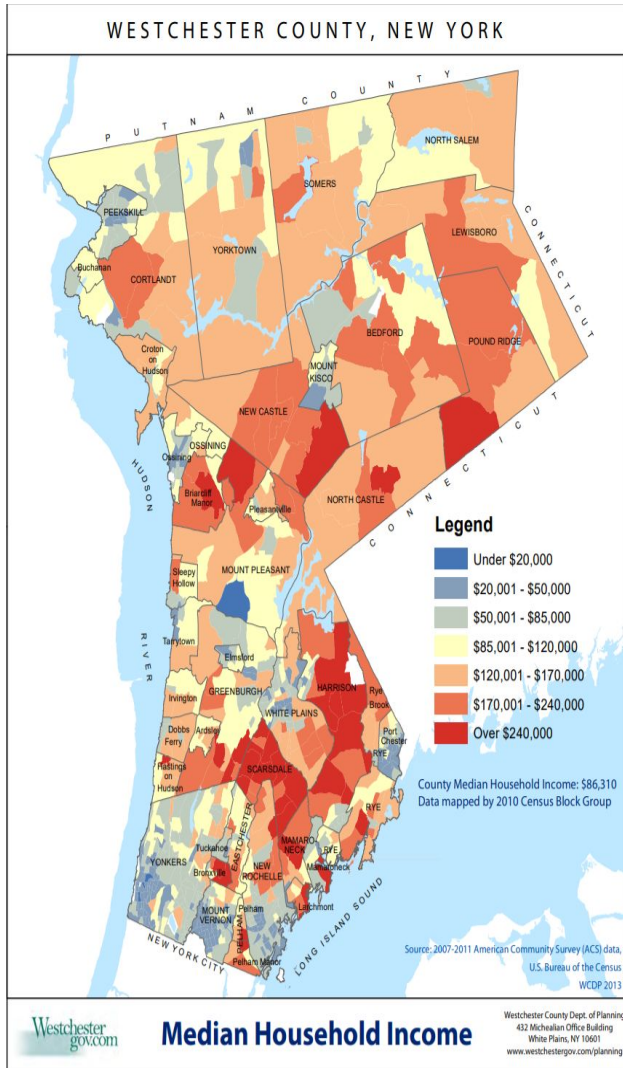 WESTCHESTER COUNTY, NEW YORK
PUTNAM COUNTY
NORTH SALEM
SOMERS
PEEKSKILL
YORKTOWN
LEWISBORO
CONNECTICUT
Buchanan
CORTLANDT
BEDFORD
POUND RIDGE
Croton
on
Hudson
MOUNT
KISCO
NEW CASTLE
CONNECTICUT
OSSINING
Ossining
HUDSON
Briarcliff
Manor
NORTH CASTLE
Pleasantville
Legend
Under $20,000
$20,001 - $50,000
$50,001 - $85,000
$85,001 - $120,000
$120,001 - $170,000
$170,001 - $240,000
Over $240,000
Sleepy
Hollow
MOUNT PLEASANT
RIVER
Tarrytown
Elmsford
Irvington
GREENBURGH
HARRISON
Rye
Brook
WHITE PLAINS
Dobbs
Ferry
Ardsley
Port
Chester
RYE
SCARSDALE
Hastings
on
Hudson
County Median Household Income: $86,310
Data mapped by 2010 Census Block Group
RYE
EASTCHESTER
MAMARO
NECK
RYE
Tuckahoe
YONKERS
Bronxville
NEW
ROCHELLE
Mamaroneck
Larchmont
MOUNT
VERNON
Pelham
PELHAM
Pelham Manor
NEW YORK CITY
LONG ISLAND SOUND
Source: 2007-2011 American Community Survey (ACS) data,
U.S. Bureau of the Census
WCDP 2013
Westchester
gov.com
Median Household Income
Westchester County Dept. of Planning
432 Michealian Office Building
White Plains, NY 10601
www.westchestergov.com/planning